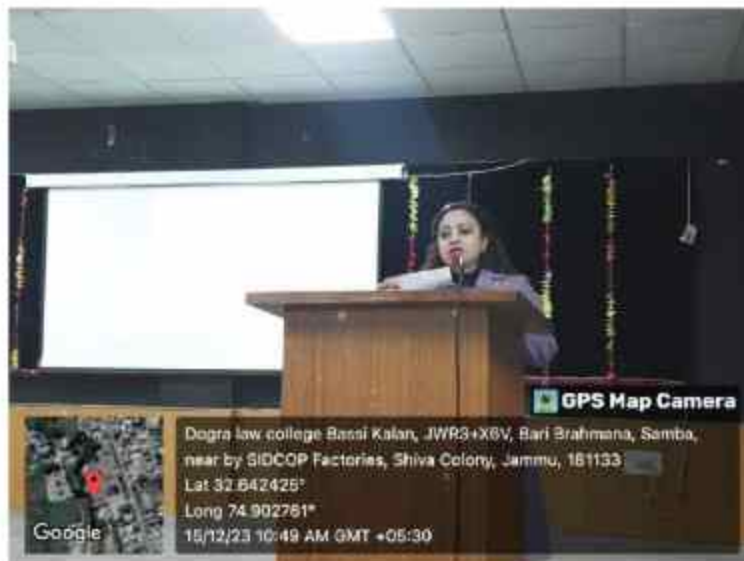 GPS Map Camera
Dogra law college Bassi Kalan, JWR3+X6V, Bari Brahmana, Samba,
near by SIDCOP Factories, Shiva Colony, Jammu, 181133
Lat 32.642425°
Long 74.902761°
15/12/23 10:49 AM GMT +05:30
Google